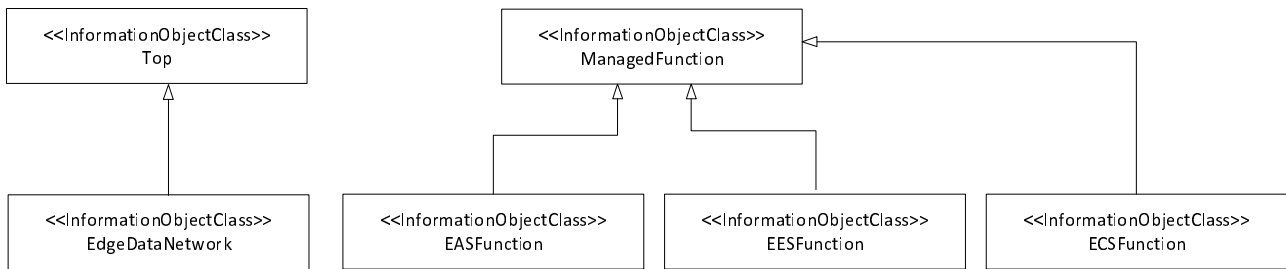 <<InformationObjectClass>>
Top
<<InformationObjectClass>>
ManagedFunction
<<InformationObjectClass>>
EdgeDataNetwork
<<InformationObjectClass>>
EASFunction
<<InformationObjectClass>>
EESFunction
<<InformationObjectClass>>
ECSFunction